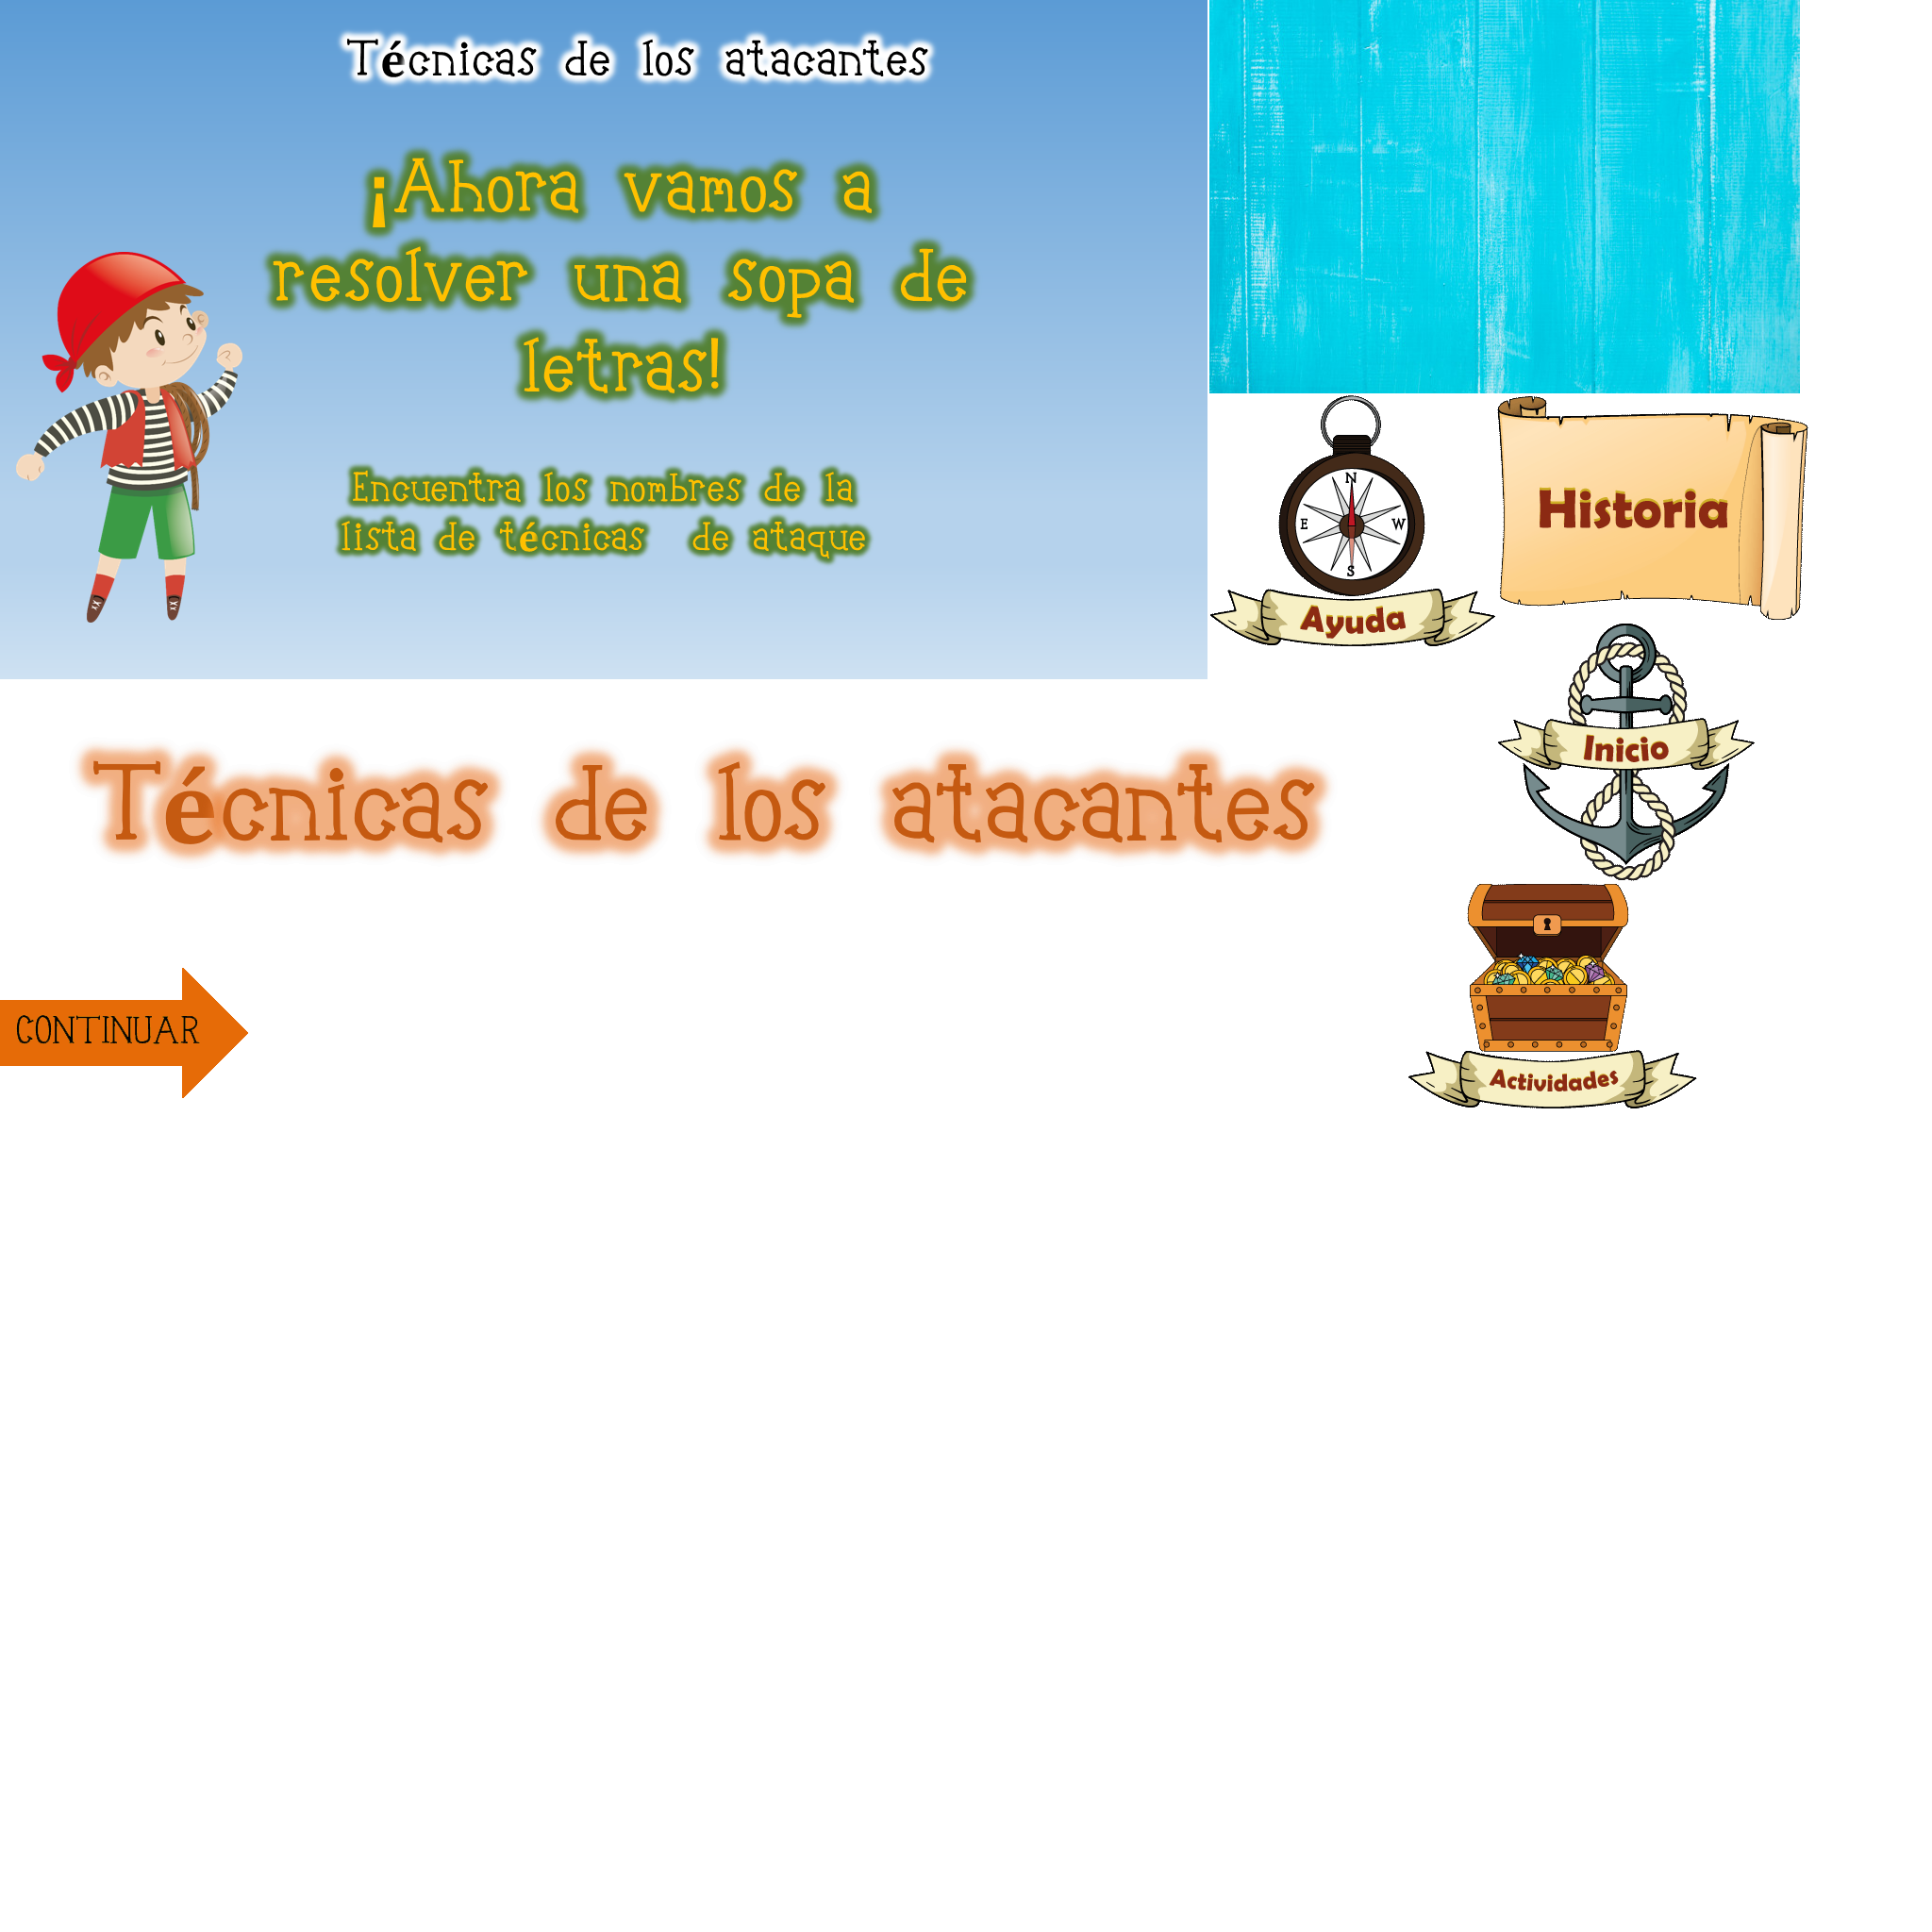 Técnicas de los atacantes
¡Ahora vamos a
resolver una sopa de
letras!
Encuentra los nombres de la
lista de técnicas de ataque
N
E W
S
Ayuda
Historia
Inicio
Técnicas de los atacantes
CONTINUAR
Actividades